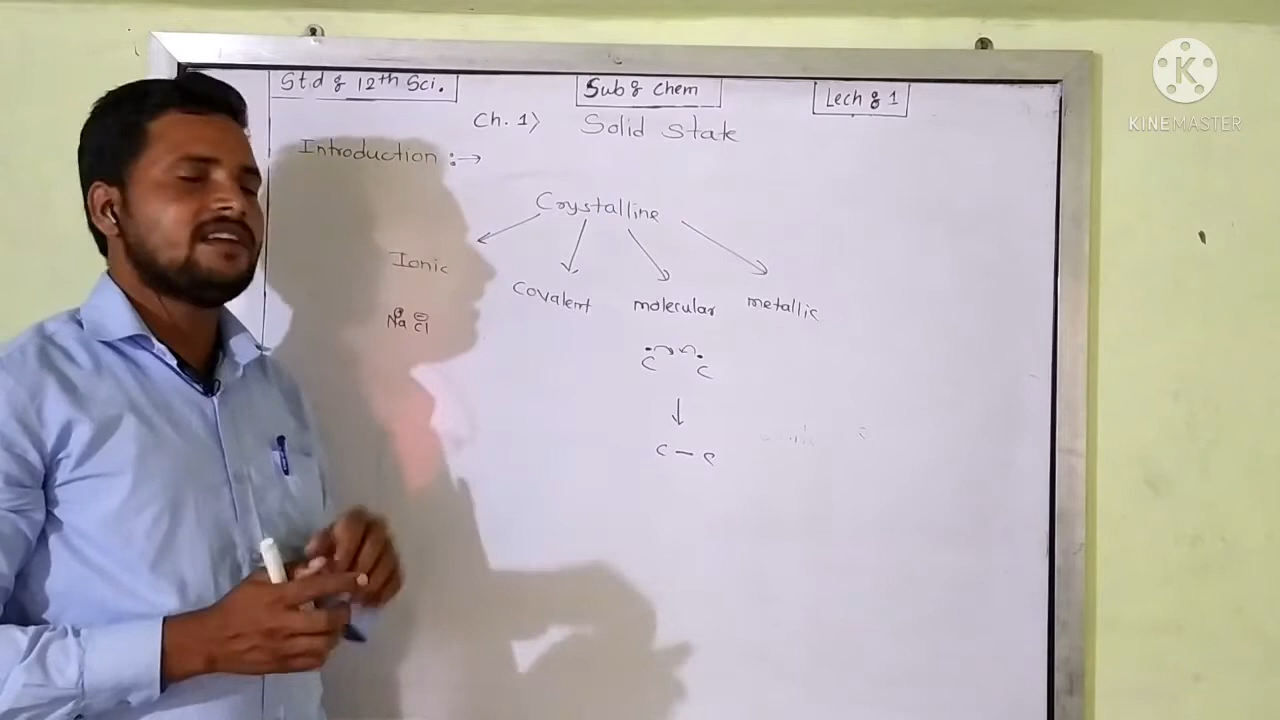 Std : 12th Sci.
Sub : Chem
Lec : 1
Ch. 1) Solid State
Introduction :→
Crystalline
Ionic
Covalent
molecular
metallic
Na⊕ Cl⊖
C C
C – C
KINEMASTER